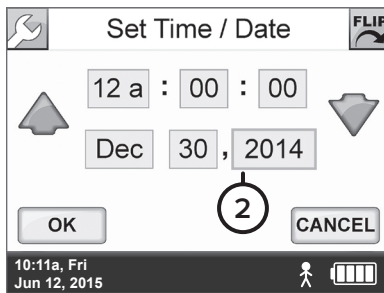 Set Time / Date
FLIP
12 a : 00 : 00
Dec 30 , 2014
2
OK
CANCEL
10:11a, Fri
Jun 12, 2015